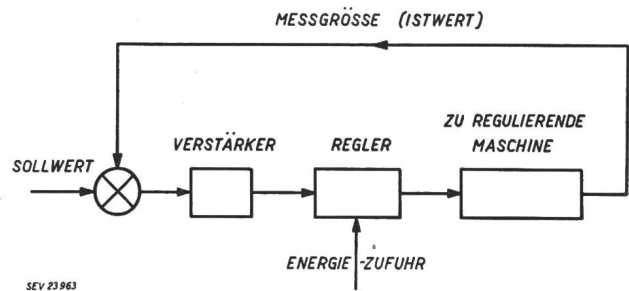 MESSGRÖSSE (ISTWERT)
ZU REGULIERENDE
MASCHINE
VERSTÄRKER
REGLER
SOLLWERT
ENERGIE-ZUFUHR
SEV 23963